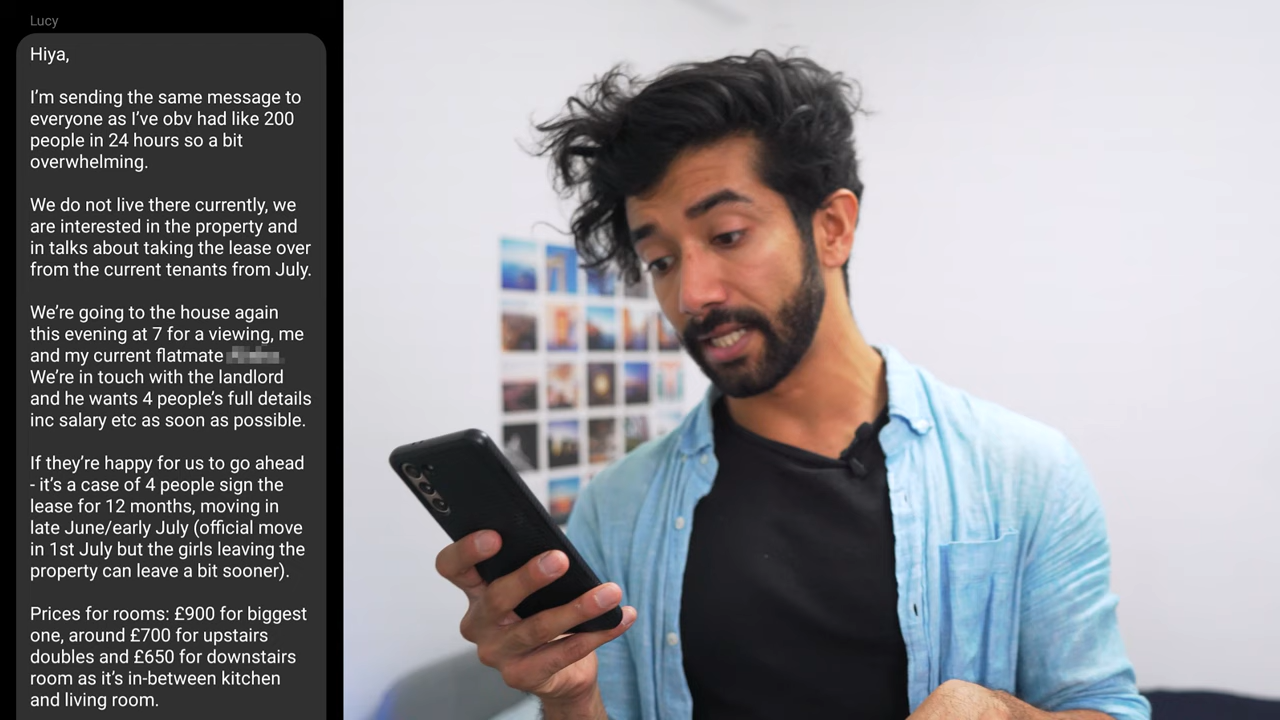 Lucy
Hiya,
I'm sending the same message to
everyone as I've obv had like 200
people in 24 hours so a bit
overwhelming.
We do not live there currently, we
are interested in the property and
in talks about taking the lease over
from the current tenants from July.
We're going to the house again
this evening at 7 for a viewing, me
and my current flatmate
We're in touch with the landlord
and he wants 4 people's full details
inc salary etc as soon as possible.
If they're happy for us to go ahead
- it's a case of 4 people sign the
lease for 12 months, moving in
late June/early July (official move
in 1st July but the girls leaving the
property can leave a bit sooner).
Prices for rooms: £900 for biggest
one, around £700 for upstairs
doubles and £650 for downstairs
room as it's in-between kitchen
and living room.